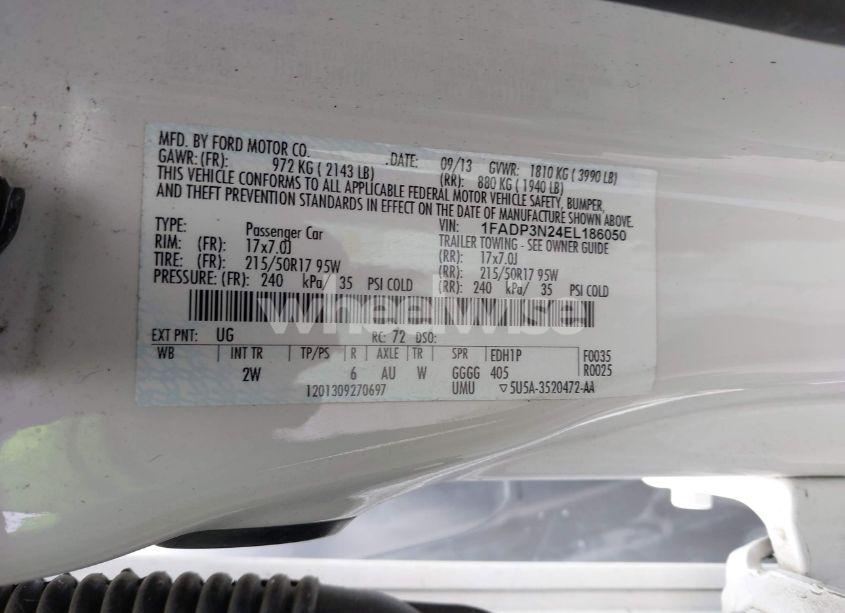 MFD. BY FORD MOTOR CO.
DATE: 09/13 GVWR: 1810 KG ( 3990 LB)
GAWR: (FR): 972 KG ( 2143 LB) (RR): 880 KG ( 1940 LB)
THIS VEHICLE CONFORMS TO ALL APPLICABLE FEDERAL MOTOR VEHICLE SAFETY, BUMPER,
AND THEFT PREVENTION STANDARDS IN EFFECT ON THE DATE OF MANUFACTURE SHOWN ABOVE.
VIN: 1FADP3N24EL186050
TYPE: Passenger Car TRAILER TOWING - SEE OWNER GUIDE
RIM: (FR): 17x7.0J (RR): 17x7.0J
TIRE: (FR): 215/50R17 95W (RR): 215/50R17 95W
PRESSURE: (FR): 240 kPa/ 35 PSI COLD (RR): 240 kPa/ 35 PSI COLD
wheelwise
EXT PNT: UG RC: 72 DSO:
WB INT TR TP/PS R AXLE TR SPR EDH1P F0035
2W 6 AU W GGGG 405 R0025
1201309270697 UMU ▽5U5A-3520472-AA